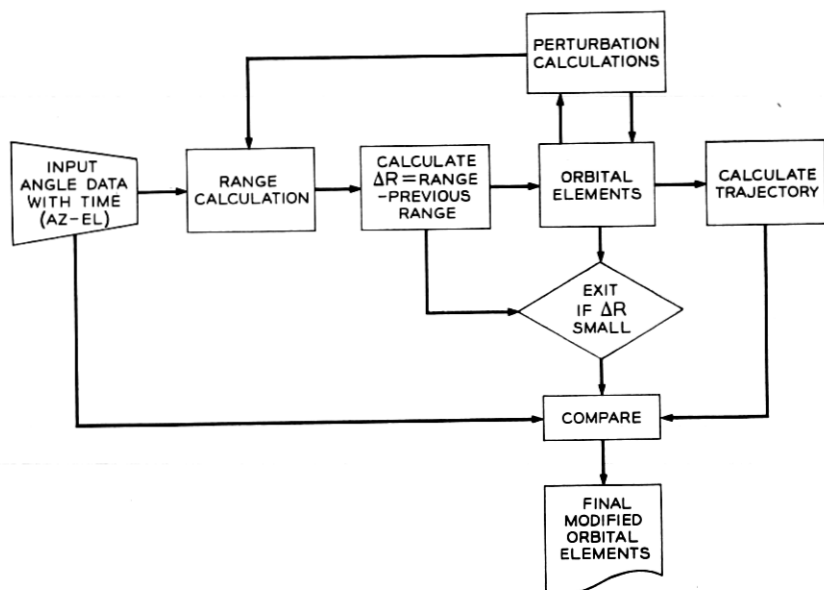 PERTURBATION
CALCULATIONS
INPUT
ANGLE DATA
WITH TIME
(AZ-EL)
RANGE
CALCULATION
CALCULATE
ΔR=RANGE
-PREVIOUS
RANGE
ORBITAL
ELEMENTS
CALCULATE
TRAJECTORY
EXIT
IF ΔR
SMALL
COMPARE
FINAL
MODIFIED
ORBITAL
ELEMENTS